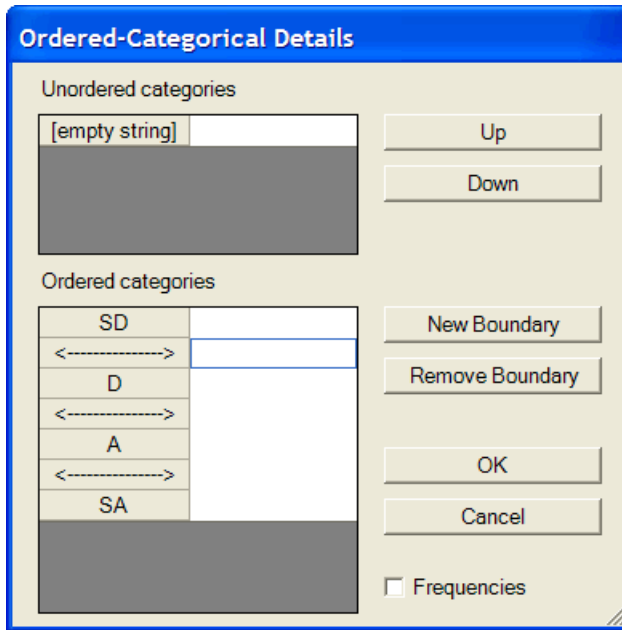 Ordered-Categorical Details
Unordered categories
[empty string]
Up
Down
Ordered categories
SD
<--------------->
D
<--------------->
A
<--------------->
SA
New Boundary
Remove Boundary
OK
Cancel
Frequencies